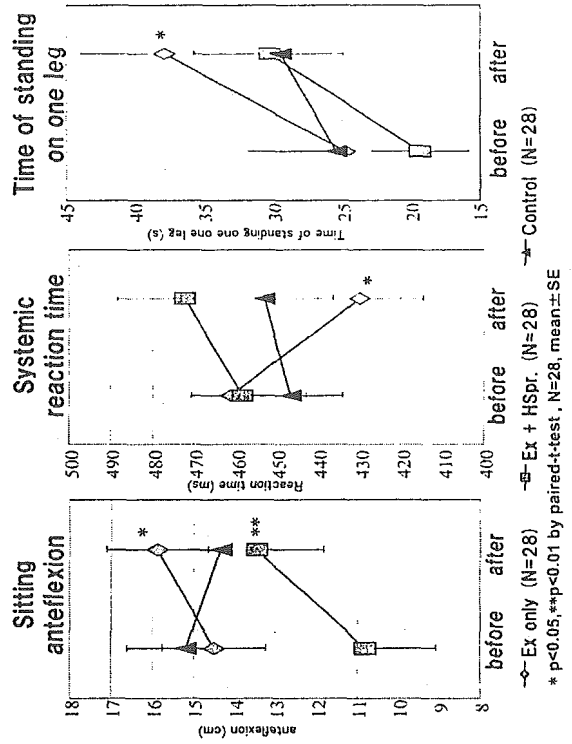 Sitting
anteflexion
anteflexion (cm)
18
17
16
15
14
13
12
11
10
9
8
*
**
before
after
Systemic
reaction time
Reaction time (ms)
500
490
480
470
460
450
440
430
420
410
400
*
before
after
Time of standing
on one leg
Time of standing one one leg (s)
45
40
35
30
25
20
15
*
before
after
Ex only (N=28)
Ex + HSpr. (N=28)
Control (N=28)
* p<0.05,**p<0.01 by paired-t-test , N=28, mean±SE